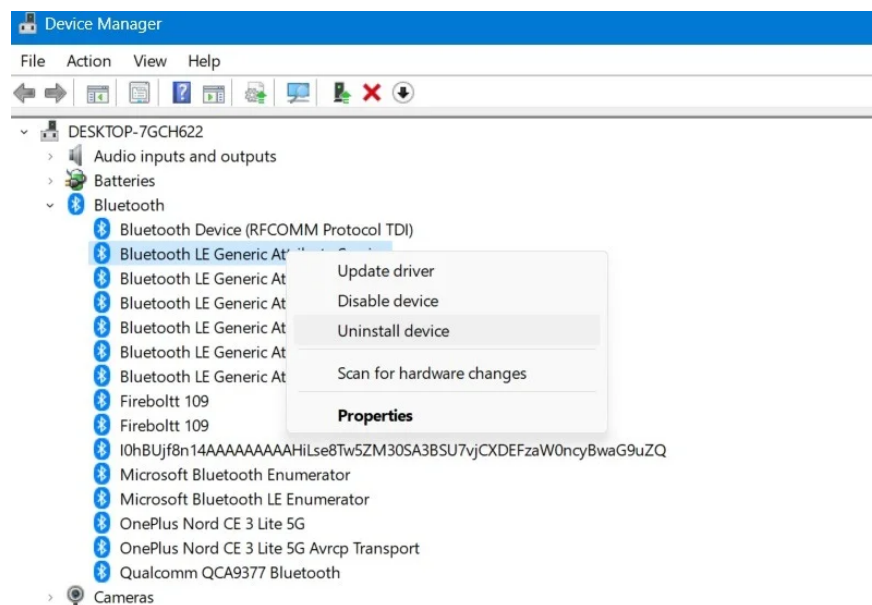 Device Manager
File Action View Help
DESKTOP-7GCH622
Audio inputs and outputs
Batteries
Bluetooth
Bluetooth Device (RFCOMM Protocol TDI)
Bluetooth LE Generic
Update driver
Bluetooth LE Generic At
Disable device
Bluetooth LE Generic At
Uninstall device
Bluetooth LE Generic At
Bluetooth LE Generic At
Scan for hardware changes
Bluetooth LE Generic At
Fireboltt 109
Properties
Fireboltt 109
I0hBUjf8n14AAAAAAAAAHiLse8Tw5ZM30SA3BSU7vjCXDEFzaW0ncyBwaG9uZQ
Microsoft Bluetooth Enumerator
Microsoft Bluetooth LE Enumerator
OnePlus Nord CE 3 Lite 5G
OnePlus Nord CE 3 Lite 5G Avrcp Transport
Qualcomm QCA9377 Bluetooth
Cameras